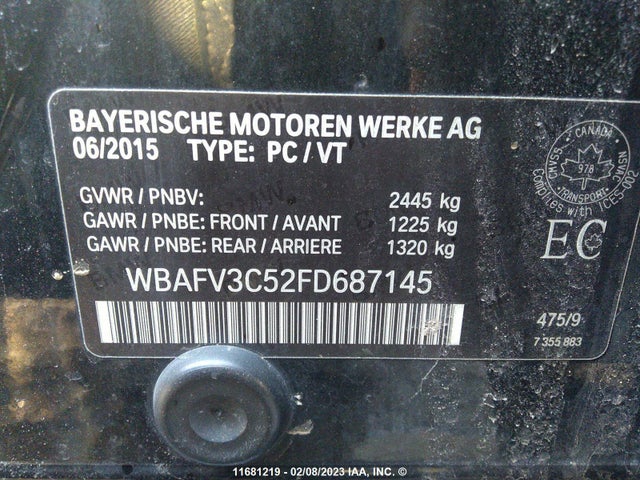 BAYERISCHE MOTOREN WERKE AG
06/2015 TYPE: PC / VT
GVWR / PNBV: 2445 kg
GAWR / PNBE: FRONT / AVANT 1225 kg
GAWR / PNBE: REAR / ARRIERE 1320 kg
CANADA
CMVSS NSVAC
978
TRANSPORT
EC
WBAFV3C52FD687145
475/9
7 355 883
11681219 - 02/08/2023 IAA, INC. ©